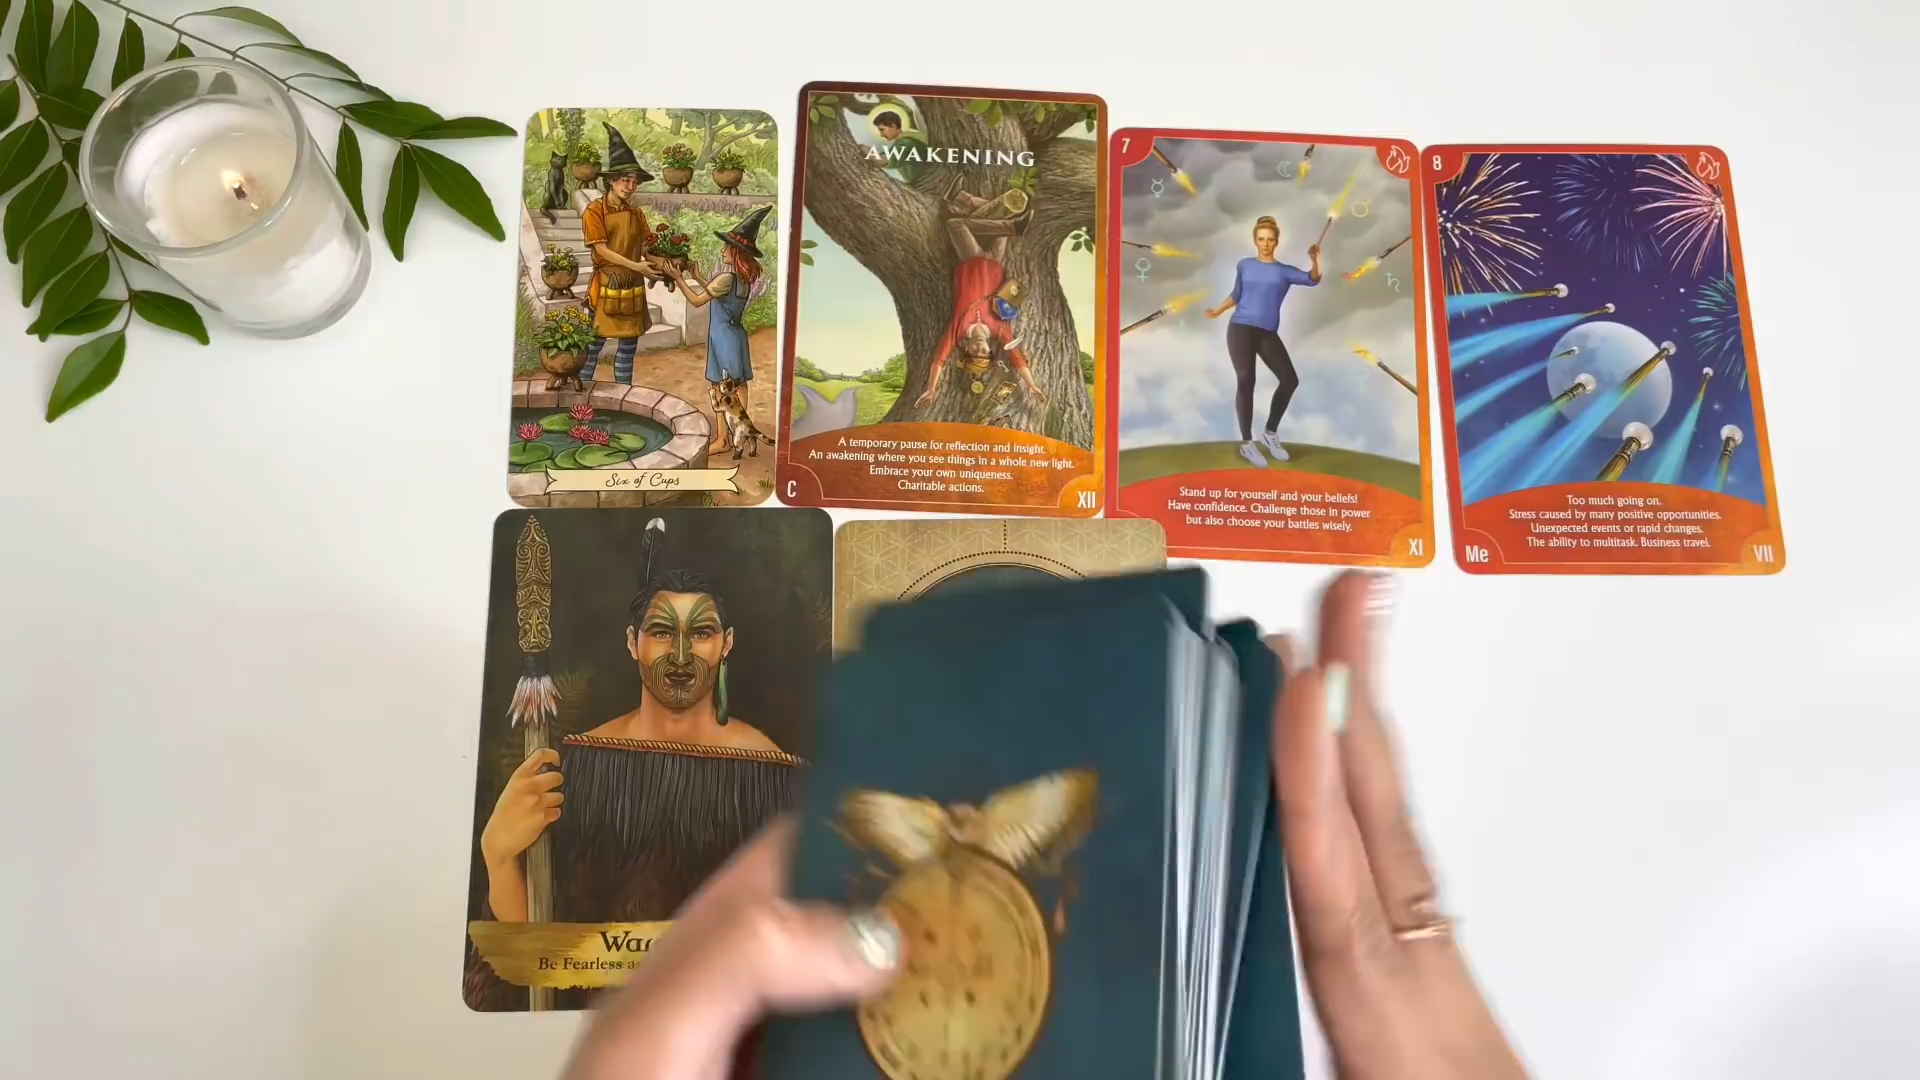 Six of Cups
AWAKENING
A temporary pause for reflection and insight.
An awakening where you see things in a whole new light.
Embrace your own uniqueness.
Charitable actions.
C
XII
7
Stand up for yourself and your beliefs!
Have confidence. Challenge those in power
but also choose your battles wisely.
XI
8
Too much going on.
Stress caused by many positive opportunities.
Unexpected events or rapid changes.
The ability to multitask. Business travel.
Me
VII
Be Fearless